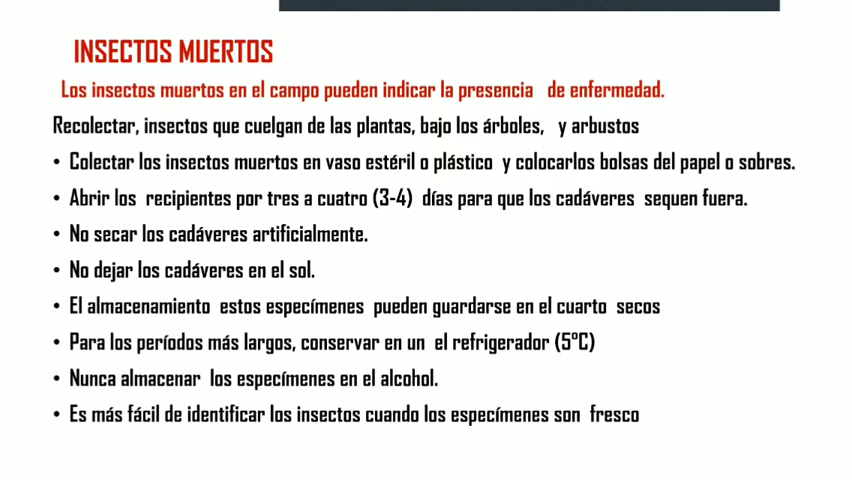 INSECTOS MUERTOS
Los insectos muertos en el campo pueden indicar la presencia de enfermedad.
Recolectar, insectos que cuelgan de las plantas, bajo los árboles, y arbustos
• Colectar los insectos muertos en vaso estéril o plástico y colocarlos bolsas del papel o sobres.
• Abrir los recipientes por tres a cuatro (3-4) días para que los cadáveres sequen fuera.
• No secar los cadáveres artificialmente.
• No dejar los cadáveres en el sol.
• El almacenamiento estos especímenes pueden guardarse en el cuarto secos
• Para los períodos más largos, conservar en un el refrigerador (5°C)
• Nunca almacenar los especímenes en el alcohol.
• Es más fácil de identificar los insectos cuando los especímenes son fresco